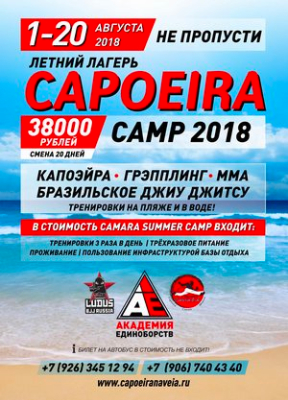 1-20 АВГУСТА 2018 НЕ ПРОПУСТИ
ЛЕТНИЙ ЛАГЕРЬ
CAPOEIRA
38000 РУБЛЕЙ CAMP 2018
СМЕНА 20 ДНЕЙ
КАПОЭЙРА • ГРЭППЛИНГ • ММА
БРАЗИЛЬСКОЕ ДЖИУ ДЖИТСУ
ТРЕНИРОВКИ НА ПЛЯЖЕ И В ВОДЕ!
В СТОИМОСТЬ CAMARA SUMMER CAMP ВХОДИТ:
ТРЕНИРОВКИ 3 РАЗА В ДЕНЬ | ТРЁХРАЗОВОЕ ПИТАНИЕ
ПРОЖИВАНИЕ | ПОЛЬЗОВАНИЕ ИНФРАСТРУКТУРОЙ БАЗЫ ОТДЫХА
LUDUS
BJJ RUSSIA
АЕ
АКАДЕМИЯ
ЕДИНОБОРСТВ
! БИЛЕТ НА АВТОБУС В СТОИМОСТЬ НЕ ВХОДИТ!
+7 (926) 345 12 94 +7 (906) 740 43 40
www.capoeiranaveia.ru